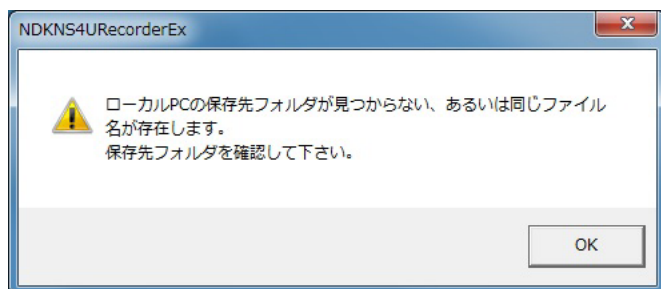 NDKNS4URecorderEx
ローカルPCの保存先フォルダが見つからない、あるいは同じファイル
名が存在します。
保存先フォルダを確認して下さい。
OK